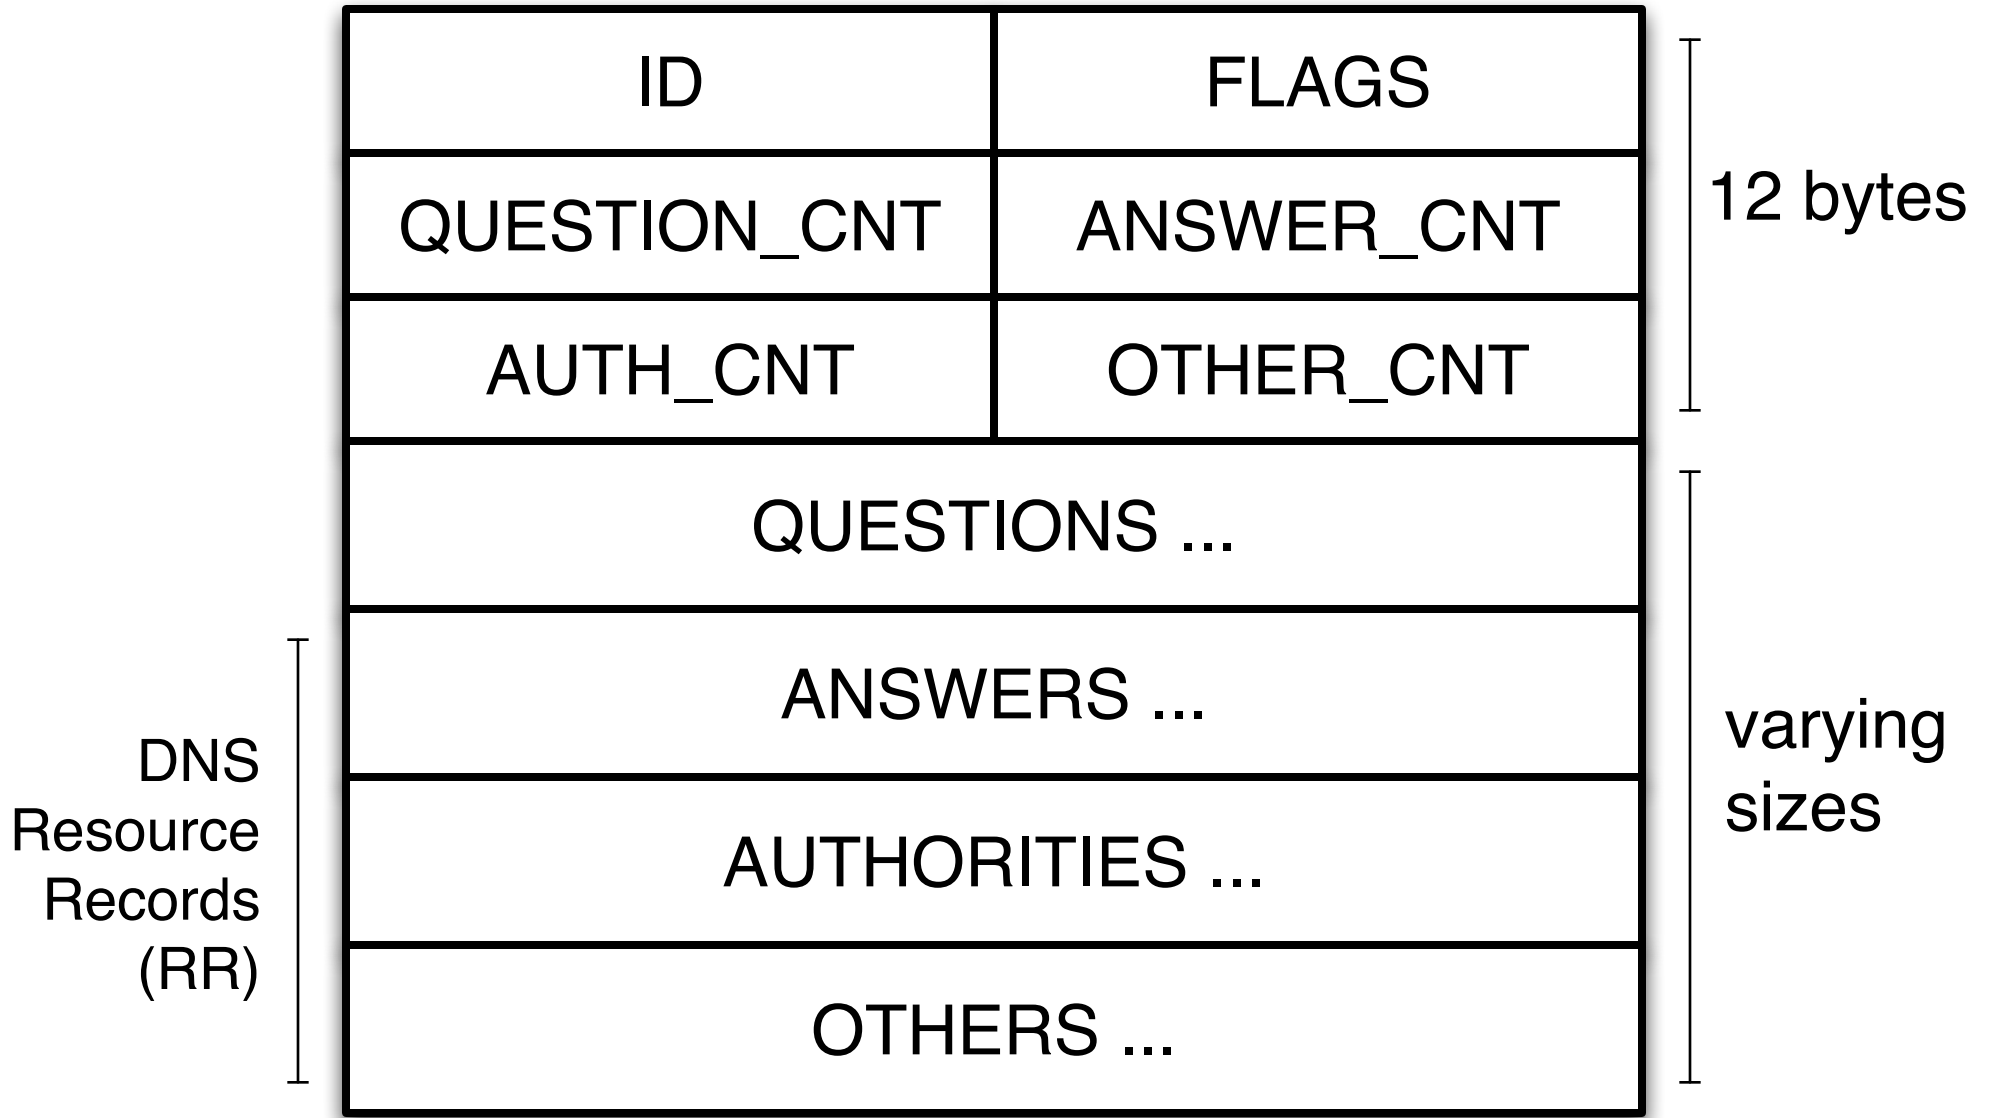 ID
FLAGS
QUESTION_CNT
ANSWER_CNT
12 bytes
AUTH_CNT
OTHER_CNT
QUESTIONS ...
ANSWERS ...
AUTHORITIES ...
OTHERS ...
DNS
Resource
Records
(RR)
varying
sizes